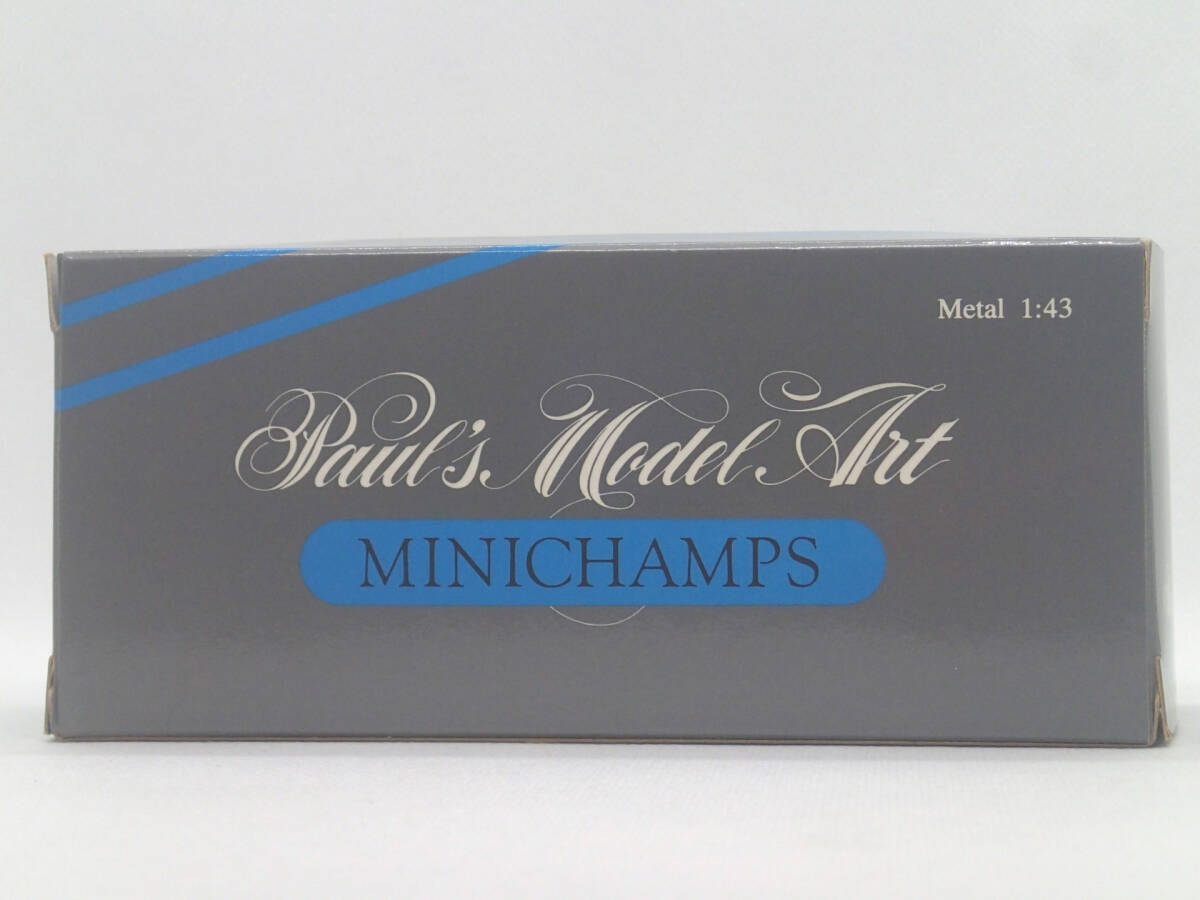 Metal 1:43
Paul's Model Art
MINICHAMPS